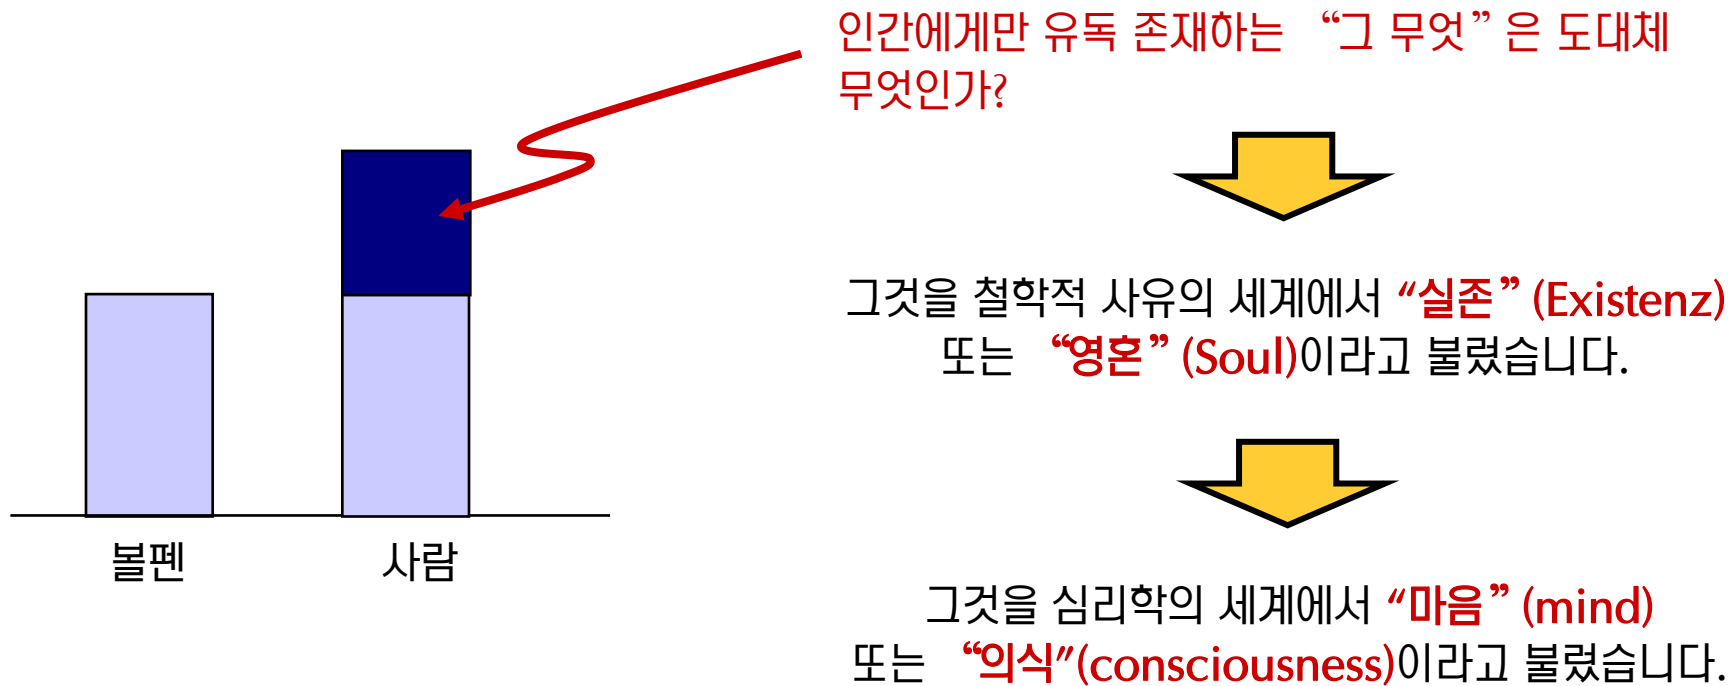 인간에게만 유독 존재하는 “그 무엇”은 도대체
무엇인가?
그것을 철학적 사유의 세계에서 “실존”(Existenz)
또는 “영혼”(Soul)이라고 불렀습니다.
그것을 심리학의 세계에서 “마음”(mind)
또는 “의식”(consciousness)이라고 불렀습니다.
볼펜
사람